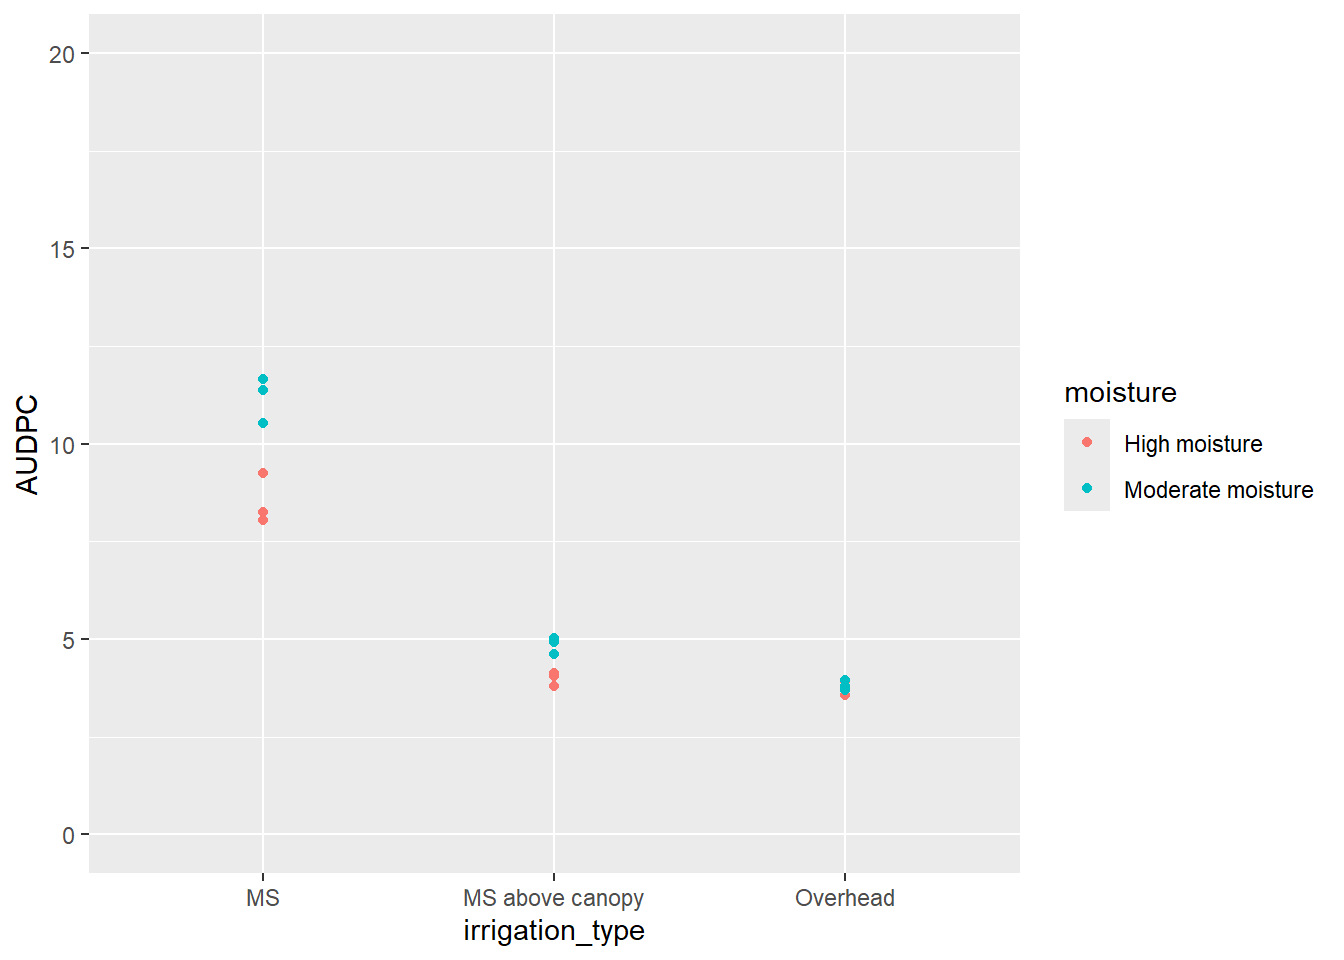 20
15
10
5
0
AUDPC
MS
MS above canopy
Overhead
irrigation_type
moisture
High moisture
Moderate moisture